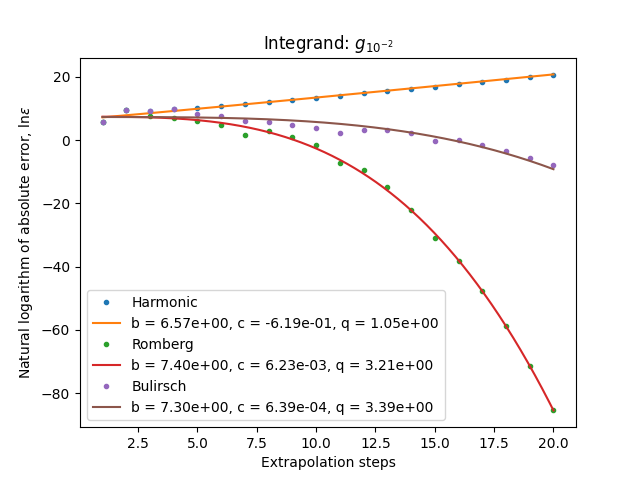 Integrand: g₁₀₋₂
20
0
−20
−40
−60
−80
Natural logarithm of absolute error, lnε
Harmonic
b = 6.57e+00, c = -6.19e-01, q = 1.05e+00
Romberg
b = 7.40e+00, c = 6.23e-03, q = 3.21e+00
Bulirsch
b = 7.30e+00, c = 6.39e-04, q = 3.39e+00
2.5 5.0 7.5 10.0 12.5 15.0 17.5 20.0
Extrapolation steps